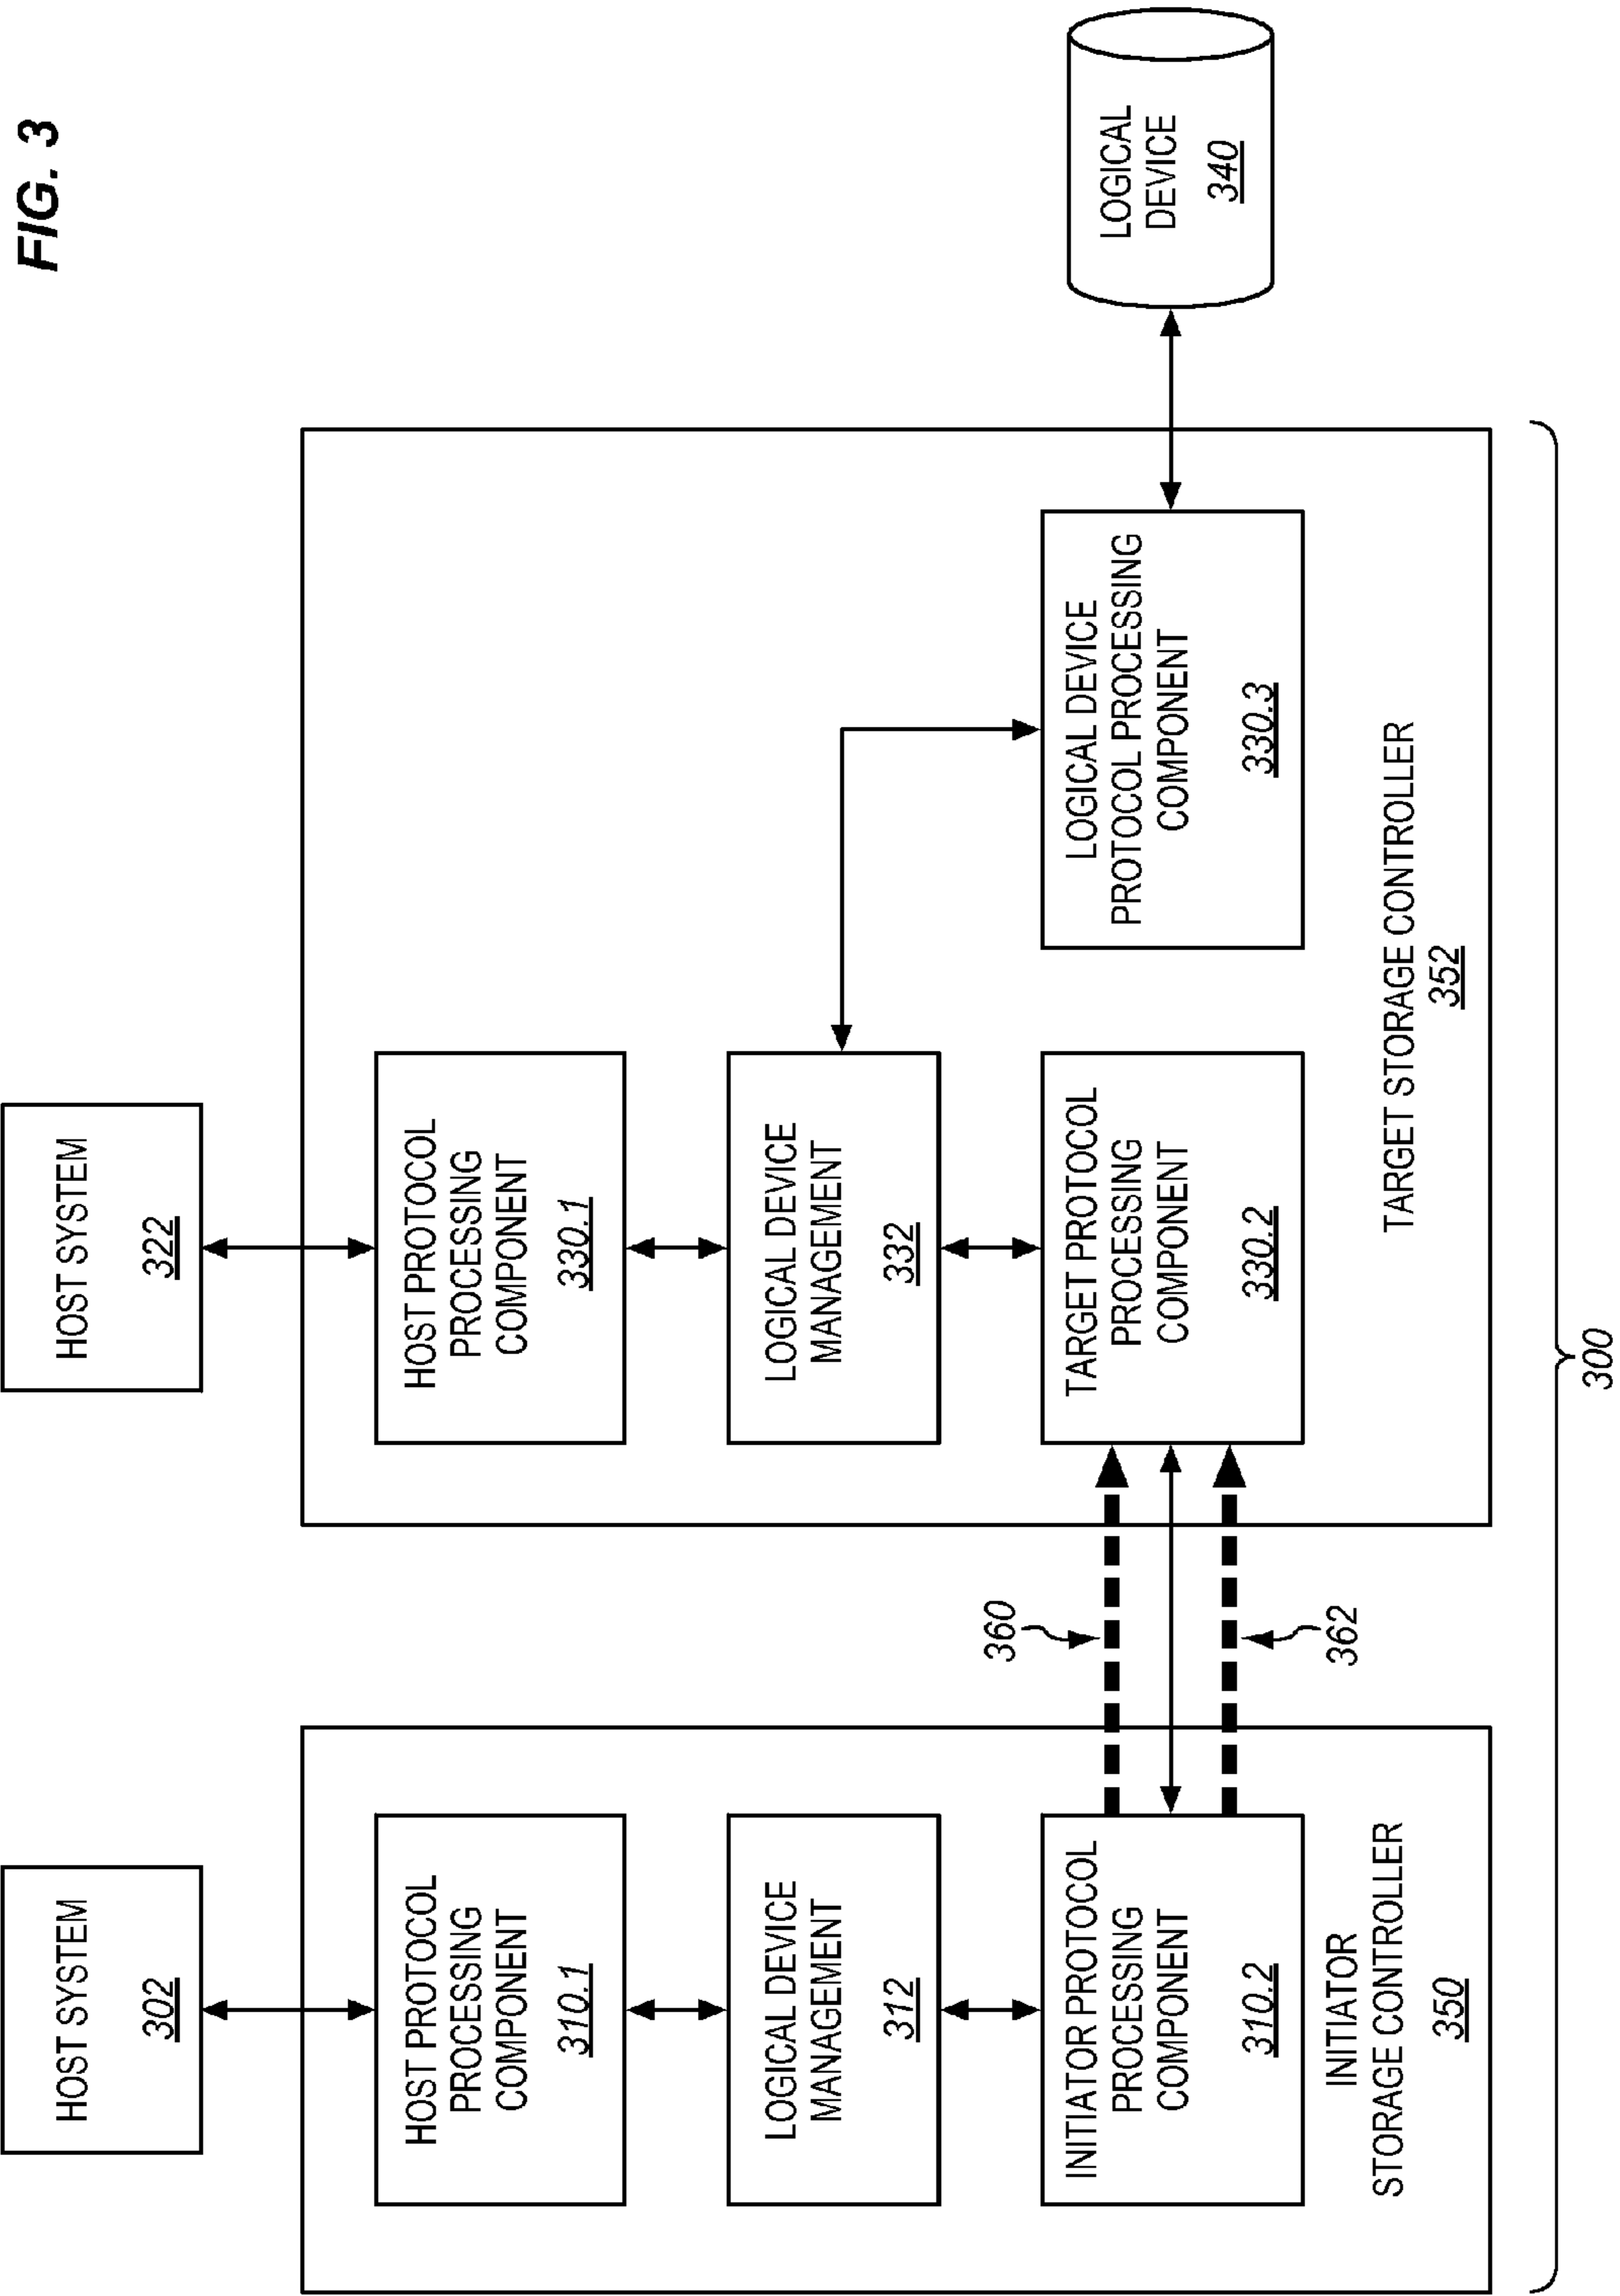 FIG. 3
HOST SYSTEM
302
HOST SYSTEM
322
HOST PROTOCOL
PROCESSING
COMPONENT
310.1
HOST PROTOCOL
PROCESSING
COMPONENT
330.1
LOGICAL DEVICE
MANAGEMENT
312
LOGICAL DEVICE
MANAGEMENT
332
INITIATOR PROTOCOL
PROCESSING
COMPONENT
310.2
360
362
TARGET PROTOCOL
PROCESSING
COMPONENT
330.2
LOGICAL DEVICE
PROTOCOL PROCESSING
COMPONENT
330.3
LOGICAL
DEVICE
340
INITIATOR
STORAGE CONTROLLER
350
TARGET STORAGE CONTROLLER
352
300